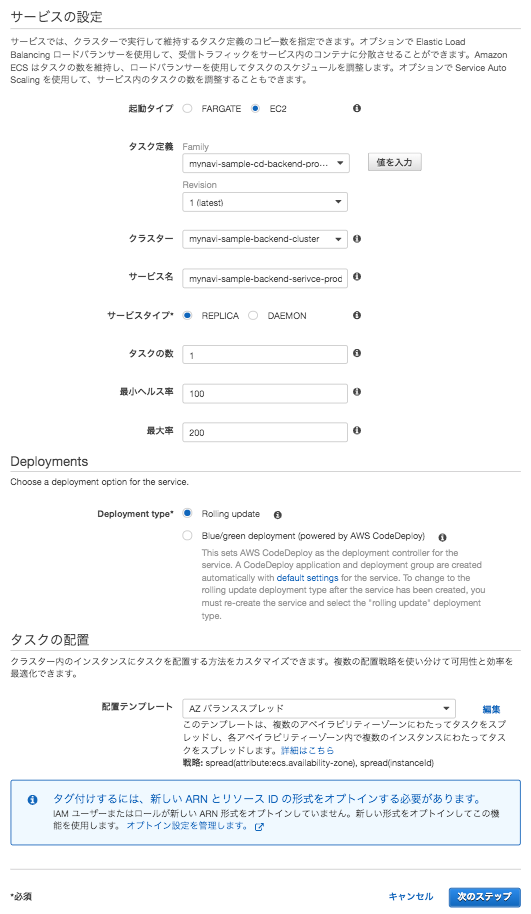 サービスの設定
サービスでは、クラスターで実行して維持するタスク定義のコピー数を指定できます。オプションで Elastic Load
Balancing ロードバランサーを使用して、受信トラフィックをサービス内のコンテナに分散させることができます。Amazon
ECS はタスクの数を維持し、ロードバランサーを使用してタスクのスケジュールを調整します。オプションで Service Auto
Scaling を使用して、サービス内のタスクの数を調整することもできます。
起動タイプ FARGATE EC2
タスク定義 Family
mynavi-sample-cd-backend-pro... 値を入力
Revision
1 (latest)
クラスター mynavi-sample-backend-cluster
サービス名 mynavi-sample-backend-serivce-prod
サービスタイプ* REPLICA DAEMON
タスクの数 1
最小ヘルス率 100
最大率 200
Deployments
Choose a deployment option for the service.
Deployment type* Rolling update
Blue/green deployment (powered by AWS CodeDeploy)
This sets AWS CodeDeploy as the deployment controller for the
service. A CodeDeploy application and deployment group are created
automatically with default settings for the service. To change to the
rolling update deployment type after the service has been created, you
must re-create the service and select the "rolling update" deployment
type.
タスクの配置
クラスター内のインスタンスにタスクを配置する方法をカスタマイズできます。複数の配置戦略を使い分けて可用性と効率を
最適化できます。
配置テンプレート AZ バランススプレッド 編集
このテンプレートは、複数のアベイラビリティーゾーンにわたってタスクをスプ
レッドし、各アベイラビリティーゾーン内で複数のインスタンスにわたってタス
クをスプレッドします。詳細はこちら
戦略: spread(attribute:ecs.availability-zone), spread(instanceId)
タグ付けするには、新しい ARN とリソース ID の形式をオプトインする必要があります。
IAM ユーザーまたはロールが新しい ARN 形式をオプトインしていません。新しい形式をオプトインしてこの機
能を使用します。 オプトイン設定を管理します。
*必須 キャンセル 次のステップ